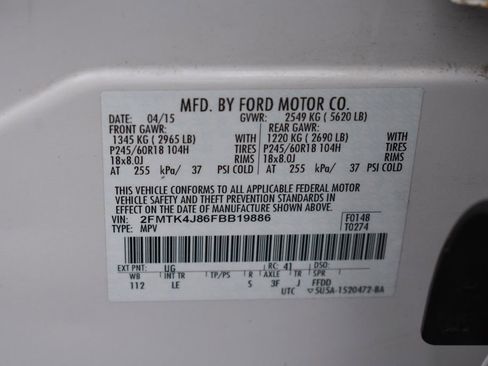 MFD. BY FORD MOTOR CO.
DATE: 04/15 GVWR: 2549 KG ( 5620 LB)
FRONT GAWR: REAR GAWR:
1345 KG ( 2965 LB) WITH 1220 KG ( 2690 LB) WITH
P245/60R18 104H TIRES P245/60R18 104H TIRES
18x8.0J RIMS 18x8.0J RIMS
AT 255 kPa/ 37 PSI COLD AT 255 kPa/ 37 PSI COLD
THIS VEHICLE CONFORMS TO ALL APPLICABLE FEDERAL MOTOR
VEHICLE SAFETY AND THEFT PREVENTION STANDARDS IN
EFFECT ON THE DATE OF MANUFACTURE SHOWN ABOVE.
VIN: 2FMTK4J86FBB19886 F0148
TYPE: MPV T0274
EXT PNT: UG RC: 41
WB INT TR TP/PS R AXLE TR SPR
112 LE S 3F J FFDD
UTC ▽5U5A-1520472-BA